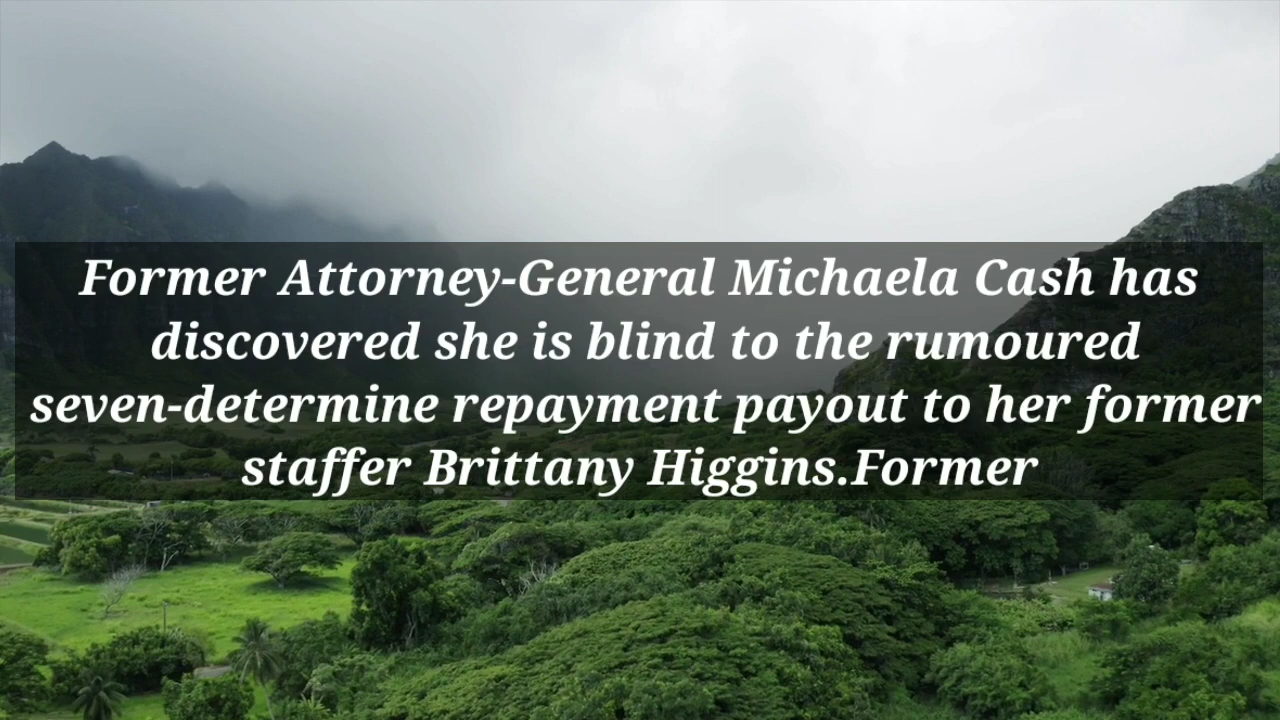 Former Attorney-General Michaela Cash has
discovered she is blind to the rumoured
seven-determine repayment payout to her former
staffer Brittany Higgins.Former